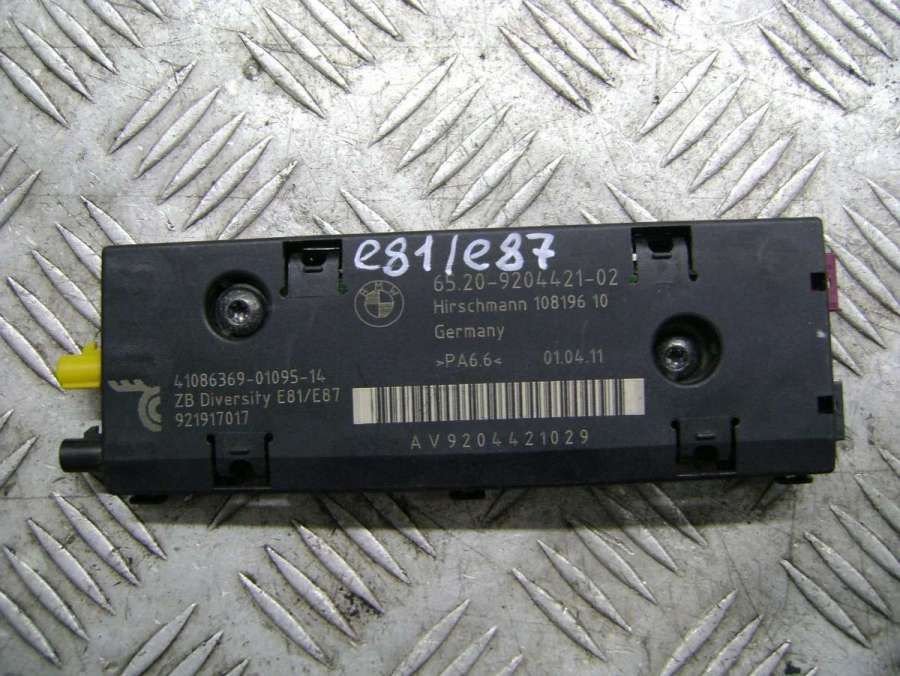 e81/e87
BMW
65.20-9204421-02
Hirschmann 108196 10
Germany
>PA6.6< 01.04.11
41086369-01095-14
ZB Diversity E81/E87
921917017
AV9204421029